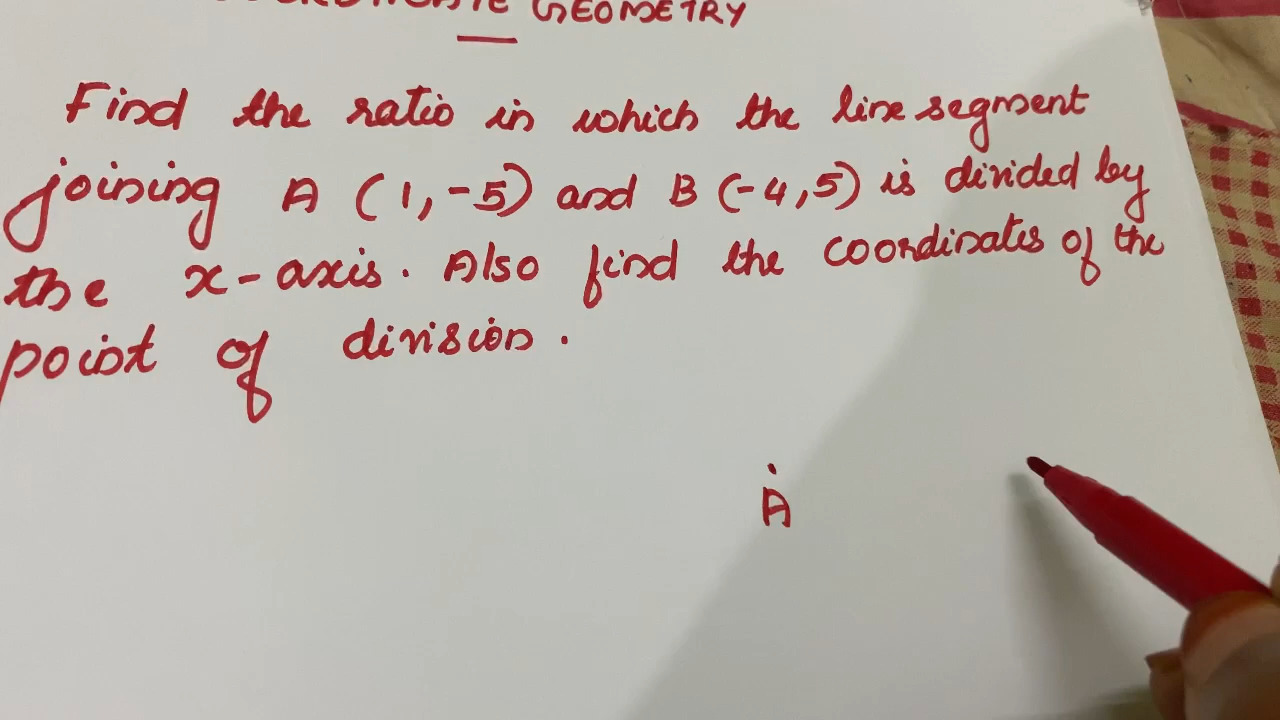 COORDINATE GEOMETRY
Find the ratio in which the line segment
joining A (1,-5) and B (-4,5) is divided by
the x-axis. Also find the coordinates of the
point of division.
A